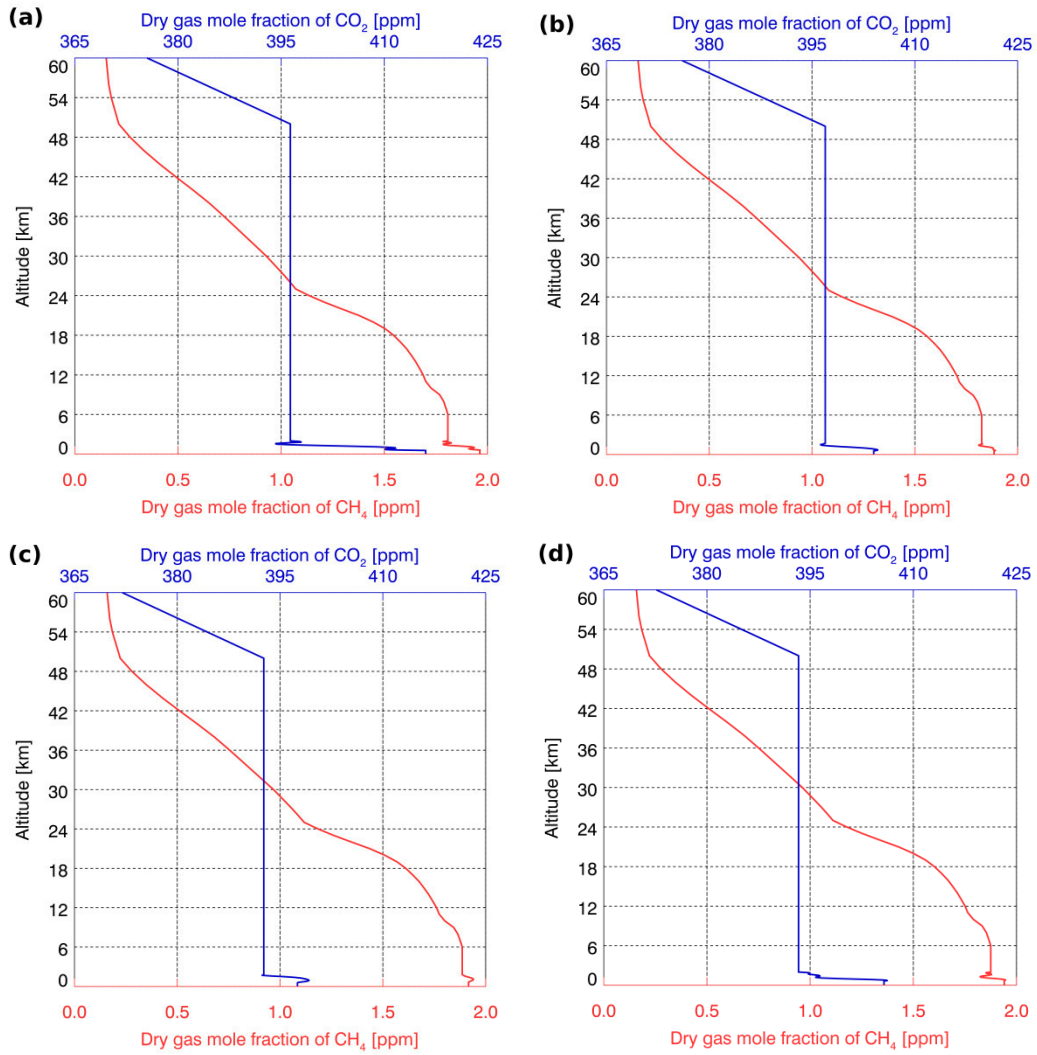 (a)
Dry gas mole fraction of CO₂ [ppm]
365 380 395 410 425
60
54
48
42
36
30
24
18
12
6
0
Altitude [km]
0.0 0.5 1.0 1.5 2.0
Dry gas mole fraction of CH₄ [ppm]
(b)
Dry gas mole fraction of CO₂ [ppm]
365 380 395 410 425
60
54
48
42
36
30
24
18
12
6
0
Altitude [km]
0.0 0.5 1.0 1.5 2.0
Dry gas mole fraction of CH₄ [ppm]
(c)
Dry gas mole fraction of CO₂ [ppm]
365 380 395 410 425
60
54
48
42
36
30
24
18
12
6
0
Altitude [km]
0.0 0.5 1.0 1.5 2.0
Dry gas mole fraction of CH₄ [ppm]
(d)
Dry gas mole fraction of CO₂ [ppm]
365 380 395 410 425
60
54
48
42
36
30
24
18
12
6
0
Altitude [km]
0.0 0.5 1.0 1.5 2.0
Dry gas mole fraction of CH₄ [ppm]